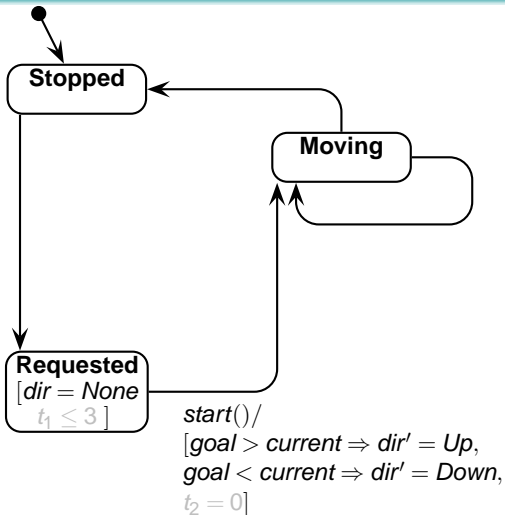 Stopped
Moving
Requested
[dir = None
t₁ ≤ 3 ]
start()/
[goal > current ⇒ dir′ = Up,
goal < current ⇒ dir′ = Down,
t₂ = 0]